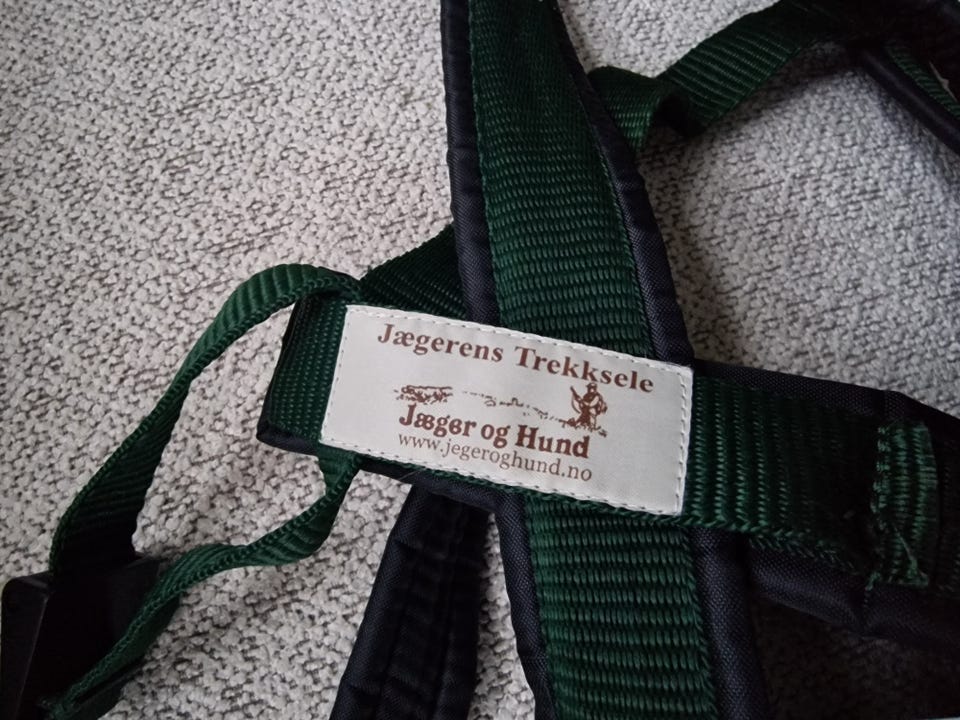 Jægerens Trekksele
Jæger og Hund
www.jegeroghund.no